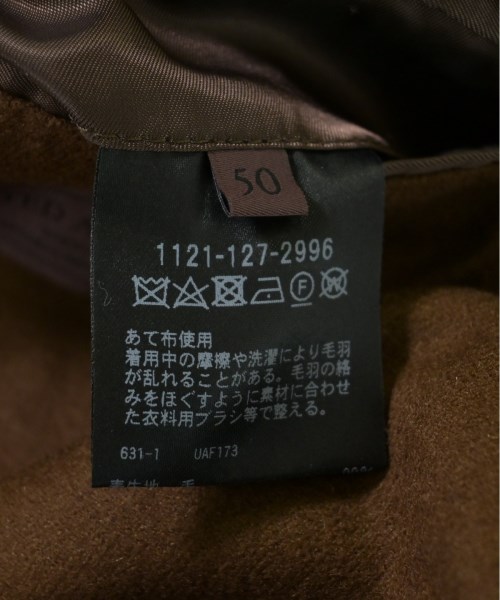 50
1121-127-2996
あて布使用
着用中の摩擦や洗濯により毛羽
が乱れることがある。毛羽の絡
みをほぐすように素材に合わせ
た衣料用ブラシ等で整える。
631-1 UAF173